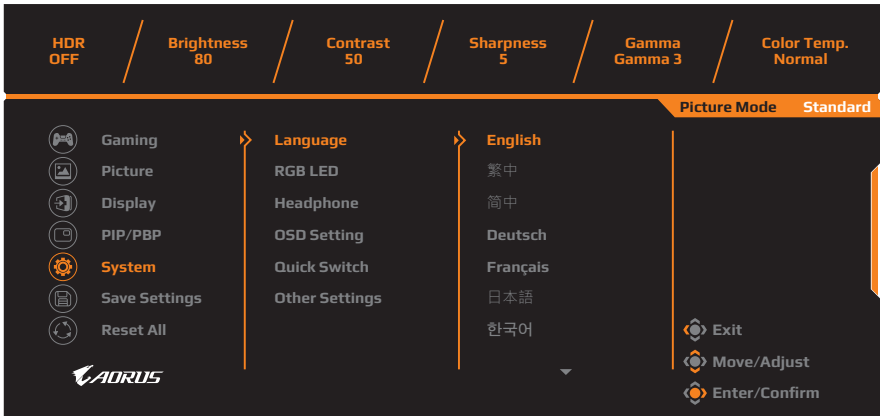 HDR
OFF
Brightness
80
Contrast
50
Sharpness
5
Gamma
Gamma 3
Color Temp.
Normal
Picture Mode Standard
Gaming
Picture
Display
PIP/PBP
System
Save Settings
Reset All
Language
RGB LED
Headphone
OSD Setting
Quick Switch
Other Settings
English
繁中
简中
Deutsch
Français
日本語
한국어
Exit
Move/Adjust
Enter/Confirm
AORUS